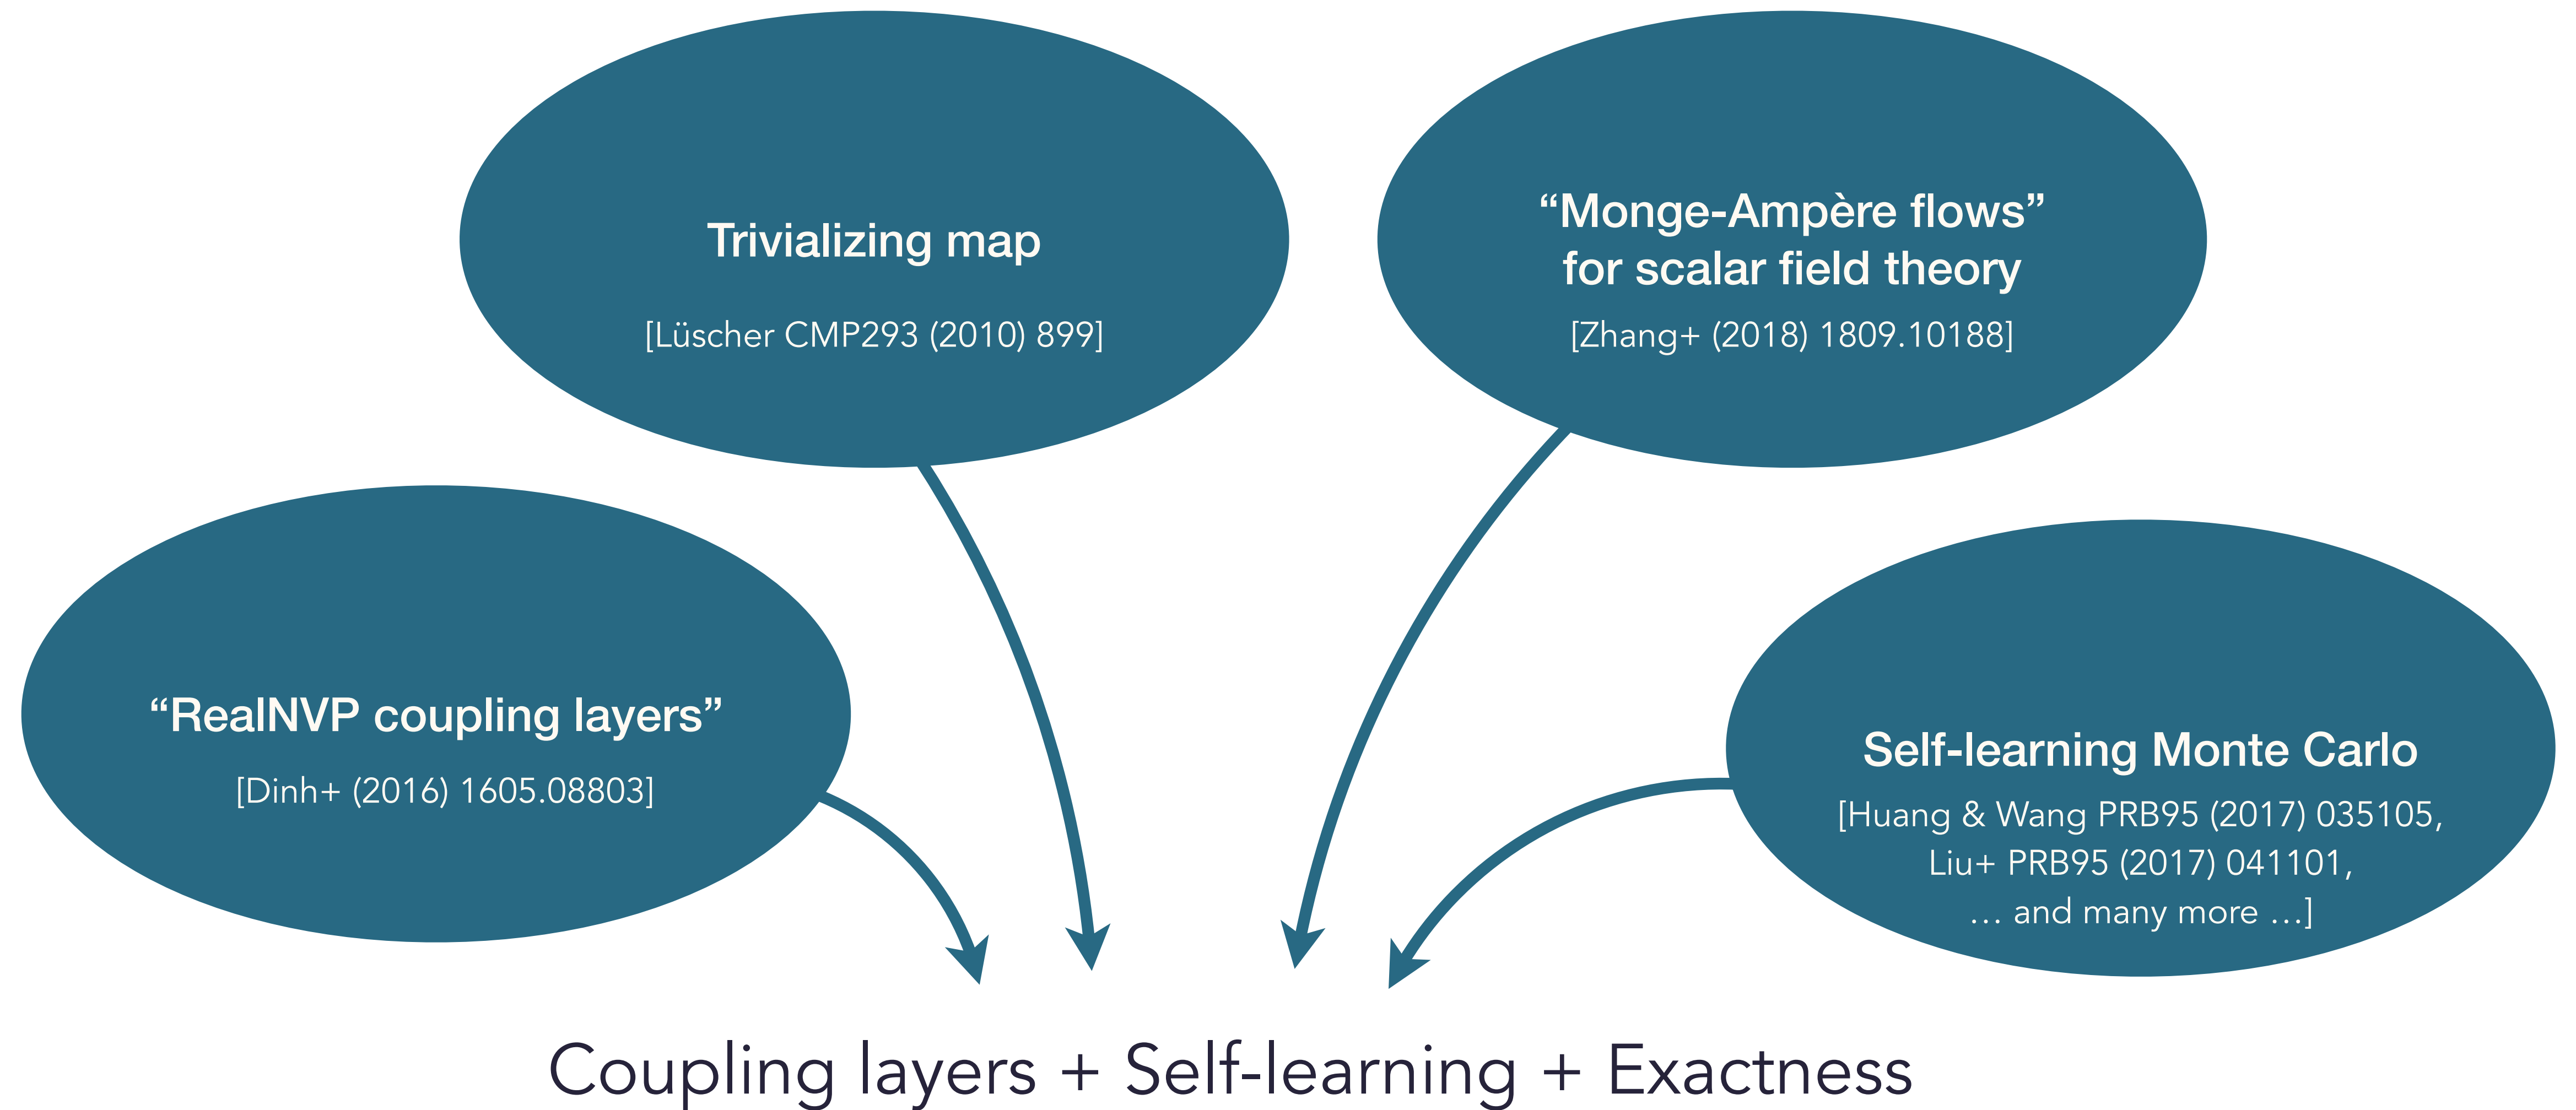 Trivializing map
[Lüscher CMP293 (2010) 899]
“Monge-Ampère flows”
for scalar field theory
[Zhang+ (2018) 1809.10188]
“RealNVP coupling layers”
[Dinh+ (2016) 1605.08803]
Self-learning Monte Carlo
[Huang & Wang PRB95 (2017) 035105,
Liu+ PRB95 (2017) 041101,
… and many more …]
Coupling layers + Self-learning + Exactness